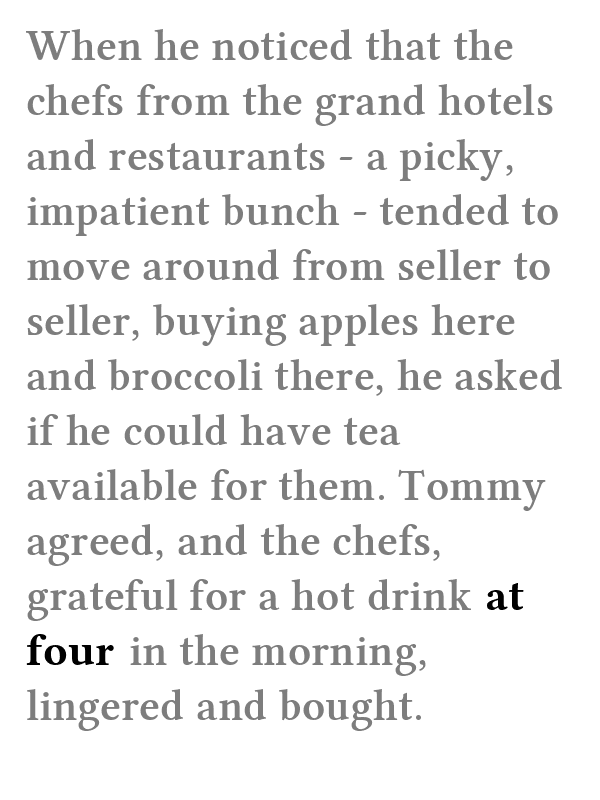 When he noticed that the
chefs from the grand hotels
and restaurants - a picky,
impatient bunch - tended to
move around from seller to
seller, buying apples here
and broccoli there, he asked
if he could have tea
available for them. Tommy
agreed, and the chefs,
grateful for a hot drink at
four in the morning,
lingered and bought.